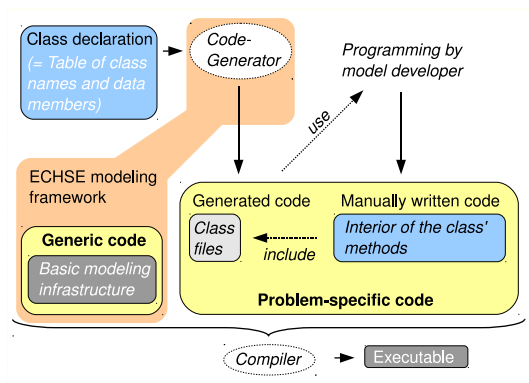 Class declaration
(= Table of class
names and data
members)
Code-
Generator
Programming by
model developer
use
ECHSE modeling
framework
Generic code
Basic modeling
infrastructure
Generated code
Class
files
include
Manually written code
Interior of the class'
methods
Problem-specific code
Compiler
Executable